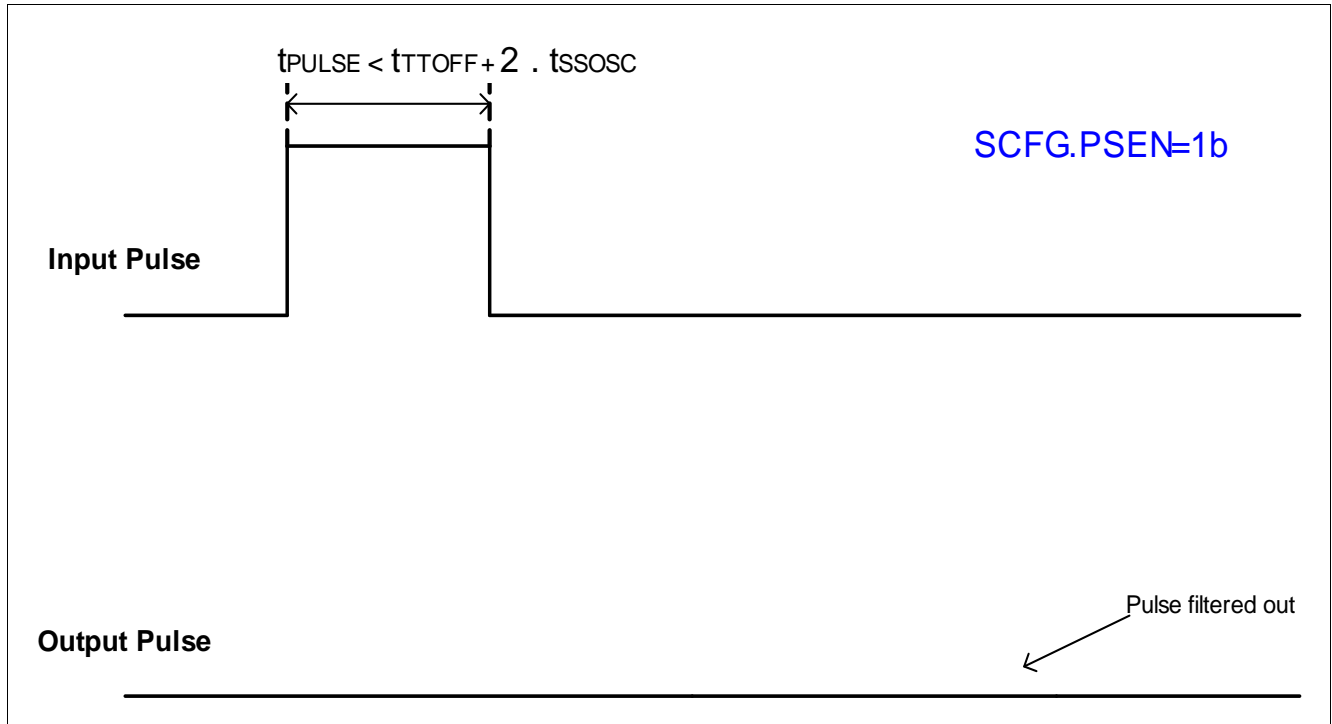 tPULSE < tTTOFF + 2 . tSSOSC
SCFG.PSEN=1b
Input Pulse
Pulse filtered out
Output Pulse